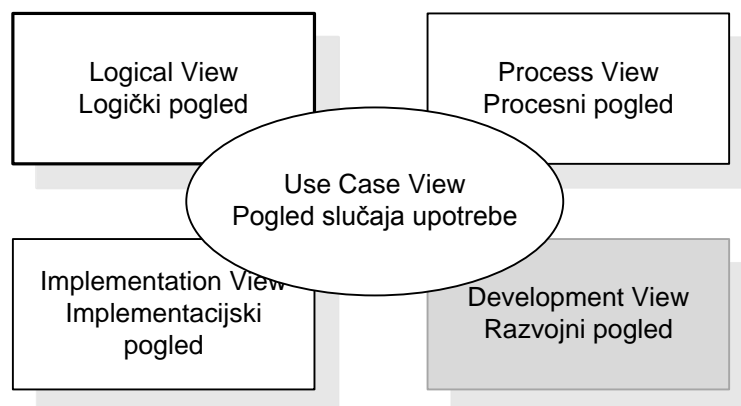 Logical View
Logički pogled
Process View
Procesni pogled
Use Case View
Pogled slučaja upotrebe
Implementation View
Implementacijski
pogled
Development View
Razvojni pogled